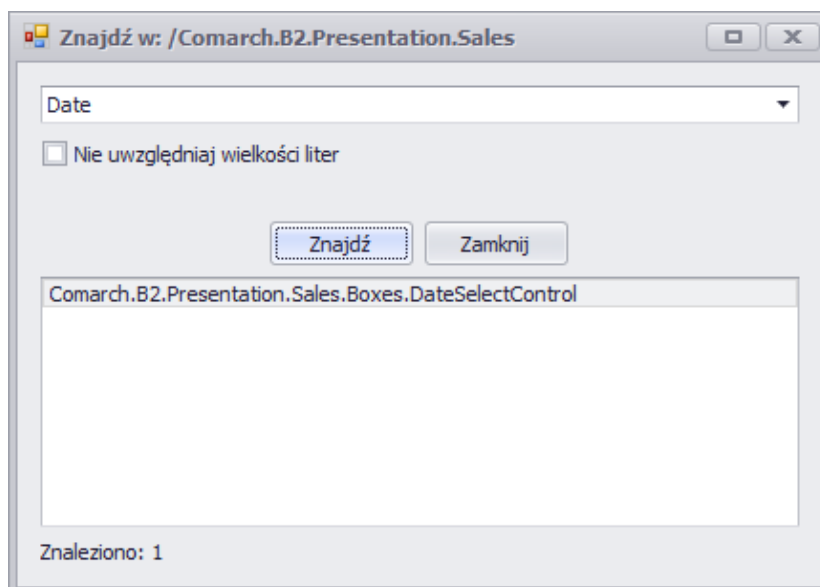 Znajdź w: /Comarch.B2.Presentation.Sales
Date
Nie uwzględniaj wielkości liter
Znajdź Zamknij
Comarch.B2.Presentation.Sales.Boxes.DateSelectControl
Znaleziono: 1